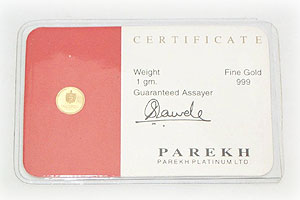 CERTIFICATE
Weight Fine Gold
1 gm. 999
Guaranteed Assayer
PAREKH
PAREKH PLATINUM LTD.